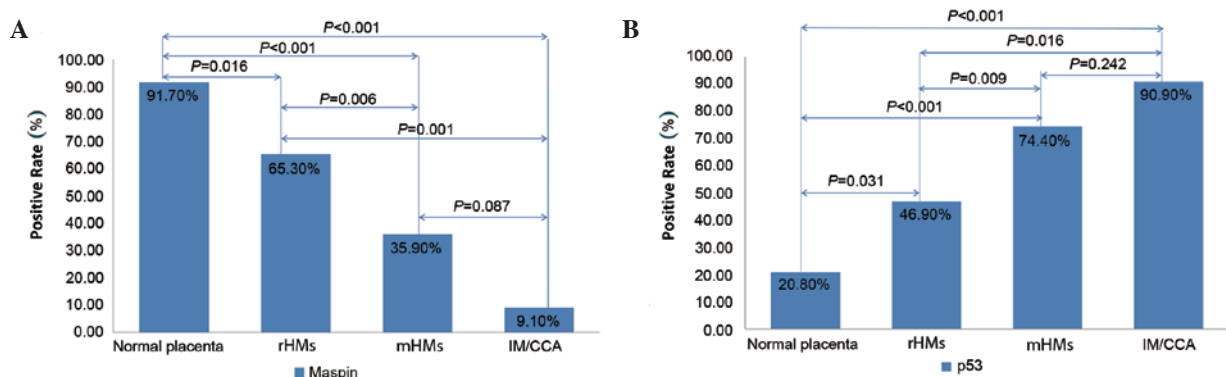 A
P<0.001
P<0.001
P=0.016
P=0.006
P=0.001
P=0.087
Positive Rate (%)
100.00
90.00
80.00
70.00
60.00
50.00
40.00
30.00
20.00
10.00
0.00
91.70%
65.30%
35.90%
9.10%
Normal placenta
rHMs
mHMs
IM/CCA
Maspin
B
P<0.001
P=0.016
P=0.242
P=0.009
P<0.001
P=0.031
Positive Rate (%)
100.00
90.00
80.00
70.00
60.00
50.00
40.00
30.00
20.00
10.00
0.00
20.80%
46.90%
74.40%
90.90%
Normal placenta
rHMs
mHMs
IM/CCA
p53